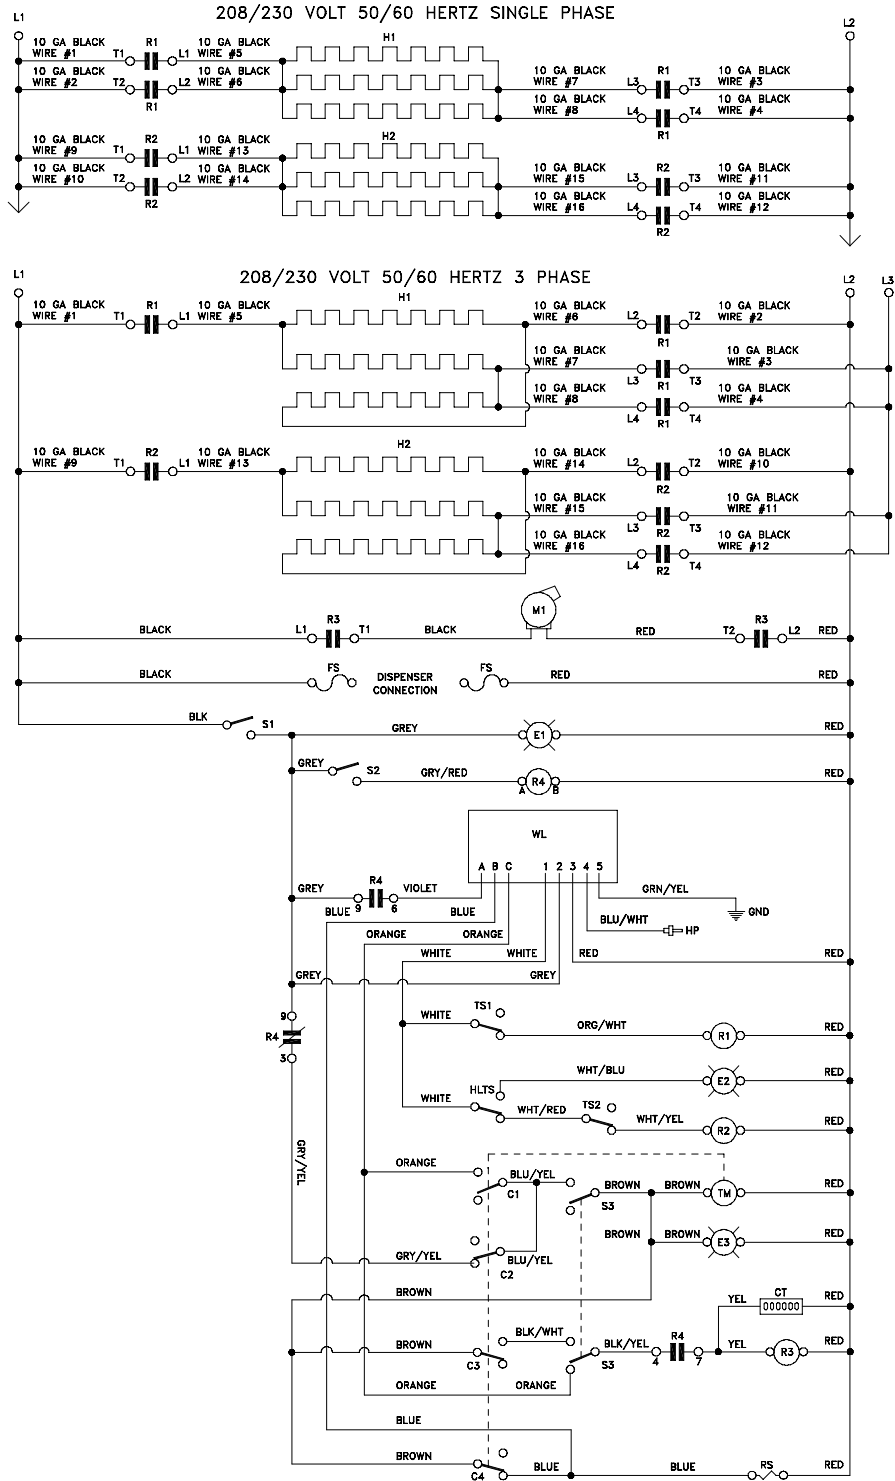 208/230 VOLT 50/60 HERTZ SINGLE PHASE
L1
L2
10 GA BLACK
WIRE #1
T1
R1
L1
10 GA BLACK
WIRE #5
H1
10 GA BLACK
WIRE #2
T2
R1
L2
10 GA BLACK
WIRE #6
10 GA BLACK
WIRE #7
L3
R1
T3
10 GA BLACK
WIRE #3
10 GA BLACK
WIRE #8
L4
R1
T4
10 GA BLACK
WIRE #4
10 GA BLACK
WIRE #9
T1
R2
L1
10 GA BLACK
WIRE #13
H2
10 GA BLACK
WIRE #10
T2
R2
L2
10 GA BLACK
WIRE #14
10 GA BLACK
WIRE #15
L3
R2
T3
10 GA BLACK
WIRE #11
10 GA BLACK
WIRE #16
L4
R2
T4
10 GA BLACK
WIRE #12
208/230 VOLT 50/60 HERTZ 3 PHASE
L1
L2
L3
10 GA BLACK
WIRE #1
T1
R1
L1
10 GA BLACK
WIRE #5
H1
10 GA BLACK
WIRE #6
L2
R1
T2
10 GA BLACK
WIRE #2
10 GA BLACK
WIRE #7
L3
R1
T3
10 GA BLACK
WIRE #3
10 GA BLACK
WIRE #8
L4
R1
T4
10 GA BLACK
WIRE #4
10 GA BLACK
WIRE #9
T1
R2
L1
10 GA BLACK
WIRE #13
H2
10 GA BLACK
WIRE #14
L2
R2
T2
10 GA BLACK
WIRE #10
10 GA BLACK
WIRE #15
L3
R2
T3
10 GA BLACK
WIRE #11
10 GA BLACK
WIRE #16
L4
R2
T4
10 GA BLACK
WIRE #12
BLACK
L1
R3
T1
BLACK
M1
RED
T2
R3
L2
RED
BLACK
FS
DISPENSER
CONNECTION
FS
RED
RED
BLK
S1
GREY
E1
RED
GREY
S2
GRY/RED
A
R4
B
RED
WL
A B C 1 2 3 4 5
GREY
R4
9
6
VIOLET
GRN/YEL
GND
BLUE
BLUE
BLU/WHT
HP
ORANGE
ORANGE
WHITE
WHITE
RED
RED
GREY
GREY
9
R4
3
WHITE
TS1
ORG/WHT
R1
RED
WHT/BLU
E2
RED
WHITE
HLTS
WHT/RED
TS2
WHT/YEL
R2
RED
GRY/YEL
ORANGE
BLU/YEL
C1
S3
BROWN
BROWN
TM
RED
BROWN
BROWN
E3
RED
GRY/YEL
BLU/YEL
C2
BROWN
YEL
CT
000000
RED
BROWN
C3
BLK/WHT
S3
BLK/YEL
4
R4
7
YEL
R3
RED
ORANGE
ORANGE
BLUE
BROWN
C4
BLUE
BLUE
RS
RED